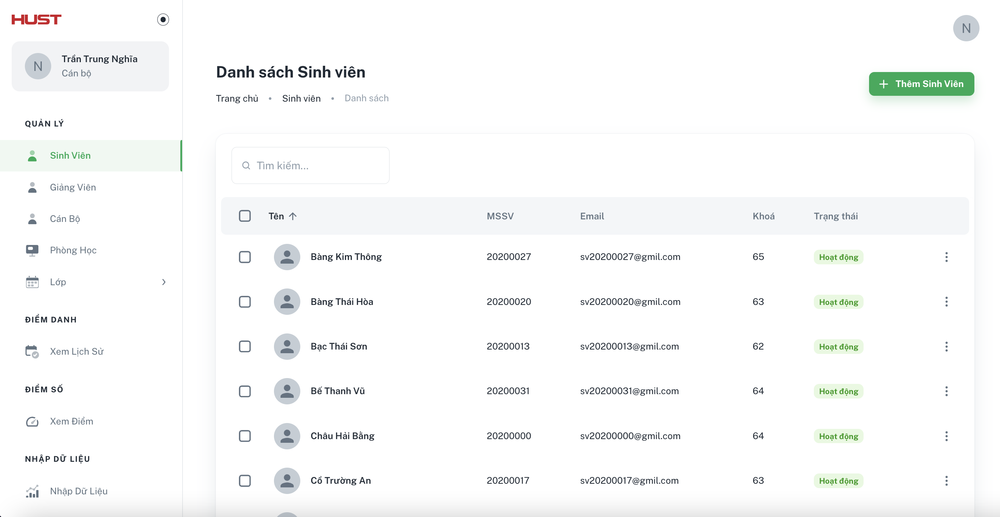 HUST
N
Trần Trung Nghĩa
Cán bộ
QUẢN LÝ
Sinh Viên
Giảng Viên
Cán Bộ
Phòng Học
Lớp
ĐIỂM DANH
Xem Lịch Sử
ĐIỂM SỐ
Xem Điểm
NHẬP DỮ LIỆU
Nhập Dữ Liệu
N
Danh sách Sinh viên
Trang chủ • Sinh viên • Danh sách
Thêm Sinh Viên
Tìm kiếm...
Tên MSSV Email Khoá Trạng thái
Bàng Kim Thông 20200027 sv20200027@gmil.com 65 Hoạt động
Bàng Thái Hòa 20200020 sv20200020@gmil.com 63 Hoạt động
Bạc Thái Sơn 20200013 sv20200013@gmil.com 62 Hoạt động
Bế Thanh Vũ 20200031 sv20200031@gmil.com 64 Hoạt động
Châu Hải Bằng 20200000 sv20200000@gmil.com 64 Hoạt động
Cồ Trường An 20200017 sv20200017@gmil.com 63 Hoạt động